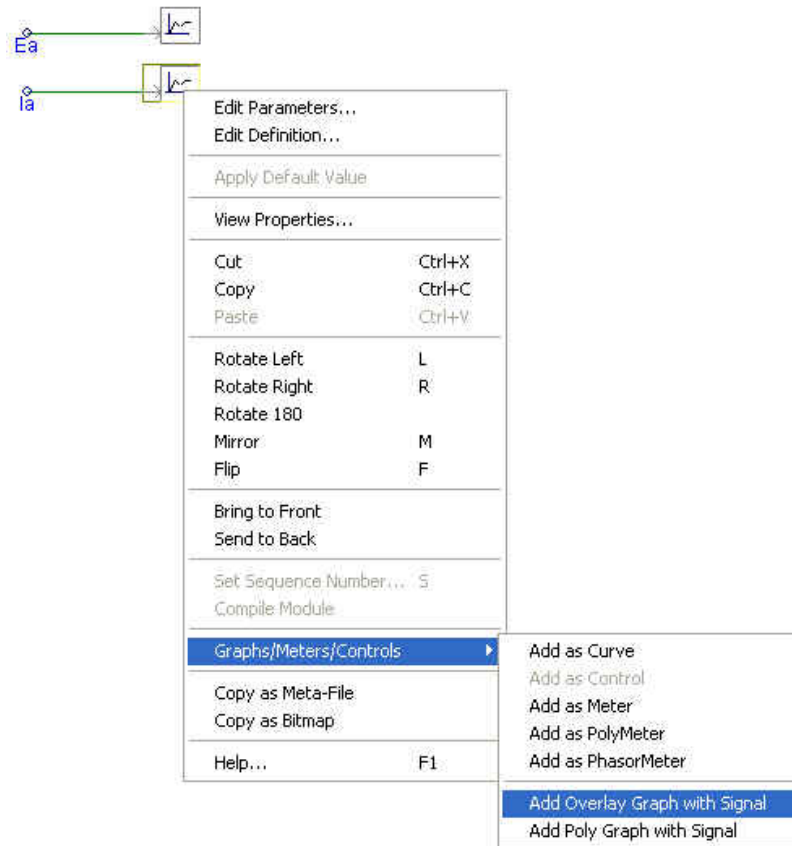 Ea
Ia
Edit Parameters...
Edit Definition...
Apply Default Value
View Properties...
Cut Ctrl+X
Copy Ctrl+C
Paste Ctrl+V
Rotate Left L
Rotate Right R
Rotate 180
Mirror M
Flip F
Bring to Front
Send to Back
Set Sequence Number... S
Compile Module
Graphs/Meters/Controls
Copy as Meta-File
Copy as Bitmap
Help... F1
Add as Curve
Add as Control
Add as Meter
Add as PolyMeter
Add as PhasorMeter
Add Overlay Graph with Signal
Add Poly Graph with Signal